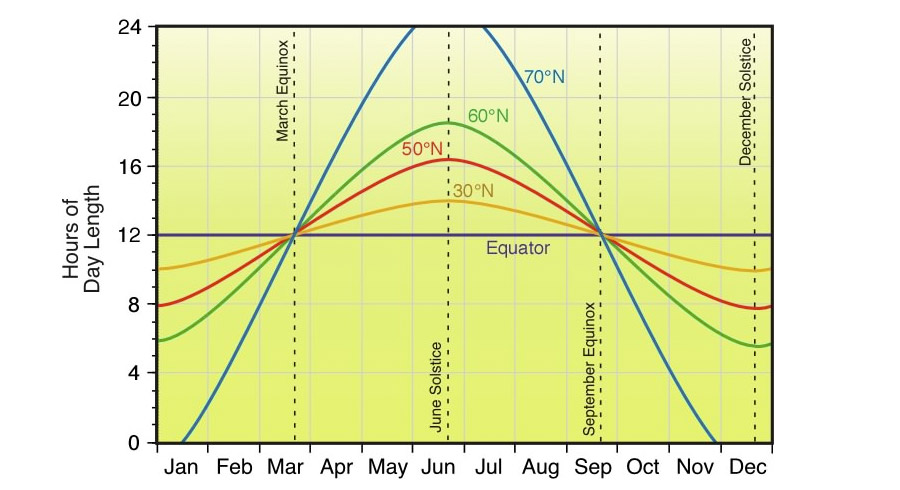 24
20
16
12
8
4
0
Hours of
Day Length
March Equinox
June Solstice
September Equinox
December Solstice
70°N
60°N
50°N
30°N
Equator
Jan Feb Mar Apr May Jun Jul Aug Sep Oct Nov Dec